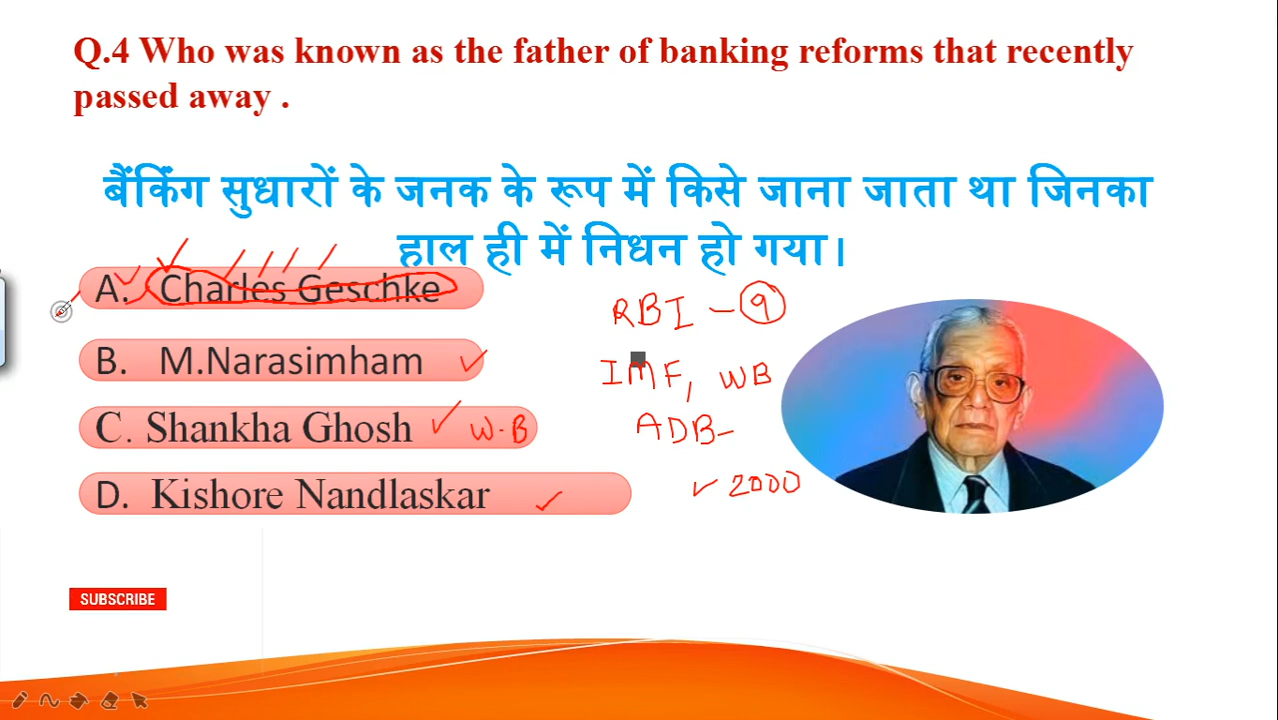 Q.4 Who was known as the father of banking reforms that recently
passed away .
बैंकिंग सुधारों के जनक के रूप में किसे जाना जाता था जिनका
हाल ही में निधन हो गया।
A. Charles Geschke
B. M.Narasimham
C. Shankha Ghosh W.B
D. Kishore Nandlaskar
RBI - 9
IMF, WB
ADB-
2000
SUBSCRIBE